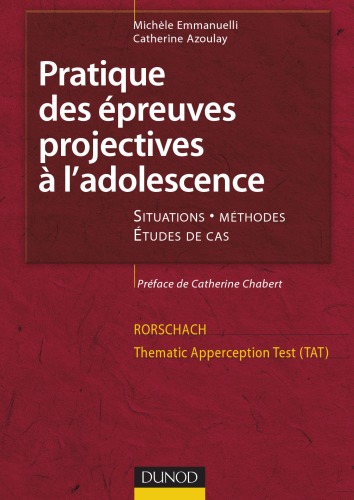 Michèle Emmanuelli
Catherine Azoulay
Pratique
des épreuves
projectives
à l'adolescence
SITUATIONS • MÉTHODES
ÉTUDES DE CAS
Préface de Catherine Chabert
RORSCHACH
Thematic Apperception Test (TAT)
DUNOD